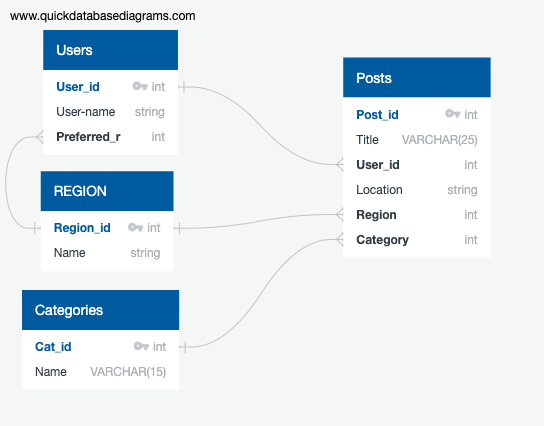 www.quickdatabasediagrams.com
Users
User_id int
User-name string
Preferred_r int
REGION
Region_id int
Name string
Categories
Cat_id int
Name VARCHAR(15)
Posts
Post_id int
Title VARCHAR(25)
User_id int
Location string
Region int
Category int